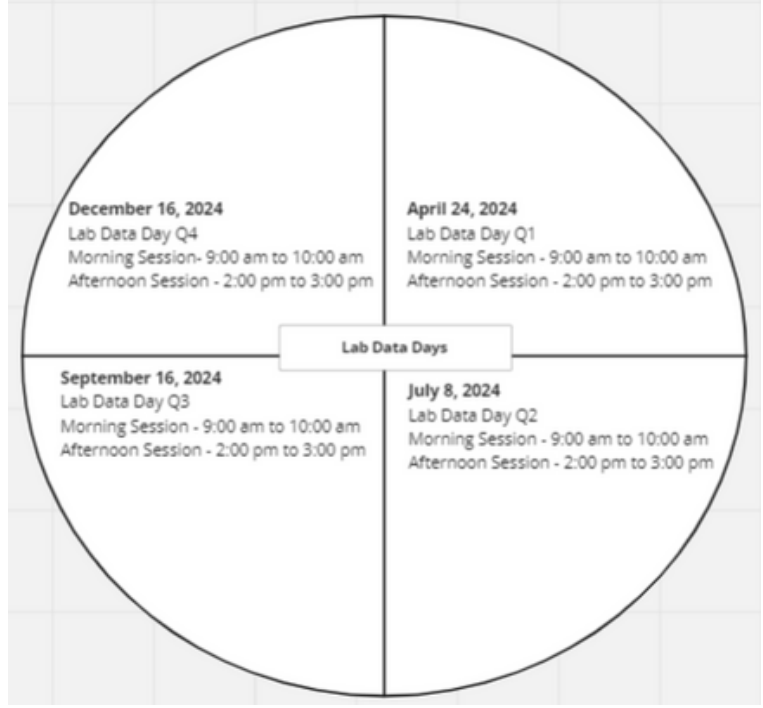 December 16, 2024
Lab Data Day Q4
Morning Session- 9:00 am to 10:00 am
Afternoon Session - 2:00 pm to 3:00 pm
April 24, 2024
Lab Data Day Q1
Morning Session - 9:00 am to 10:00 am
Afternoon Session - 2:00 pm to 3:00 pm
Lab Data Days
September 16, 2024
Lab Data Day Q3
Morning Session - 9:00 am to 10:00 am
Afternoon Session - 2:00 pm to 3:00 pm
July 8, 2024
Lab Data Day Q2
Morning Session - 9:00 am to 10:00 am
Afternoon Session - 2:00 pm to 3:00 pm